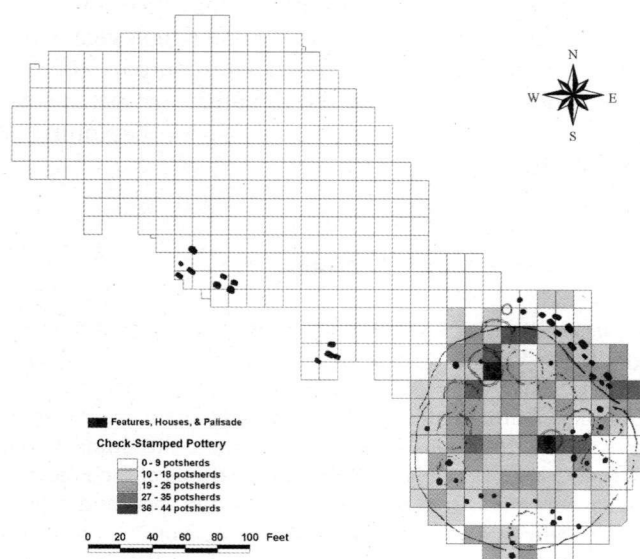 N
W E
S
Features, Houses, & Palisade
Check-Stamped Pottery
0 - 9 potsherds
10 - 18 potsherds
19 - 26 potsherds
27 - 35 potsherds
36 - 44 potsherds
0 20 40 60 80 100 Feet